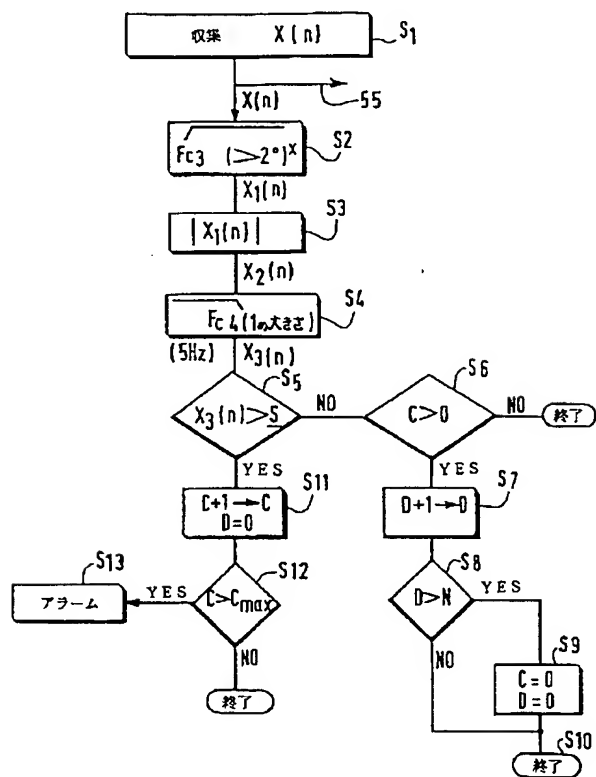 収集 X(n) S1
55
X(n)
Fc3 (≥2°)x S2
X1(n)
|X1(n)| S3
X2(n)
Fc4(1の大きさ) S4
(5Hz) X3(n)
S5
X3(n)>S NO
S6
C>0 NO 終了
YES
C+1→C
D=0
S11
YES
D+1→D
S7
S13
アラーム
YES
C>Cmax
S12
NO
終了
S8
D>N YES
NO
S9
C=0
D=0
S10
終了